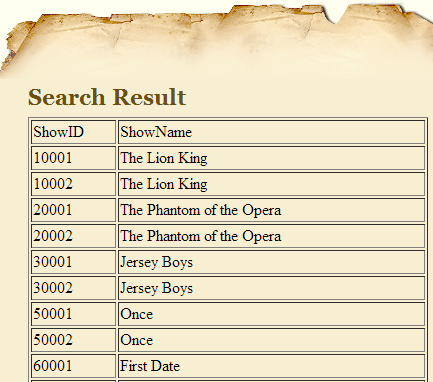 Search Result
ShowID ShowName
10001 The Lion King
10002 The Lion King
20001 The Phantom of the Opera
20002 The Phantom of the Opera
30001 Jersey Boys
30002 Jersey Boys
50001 Once
50002 Once
60001 First Date